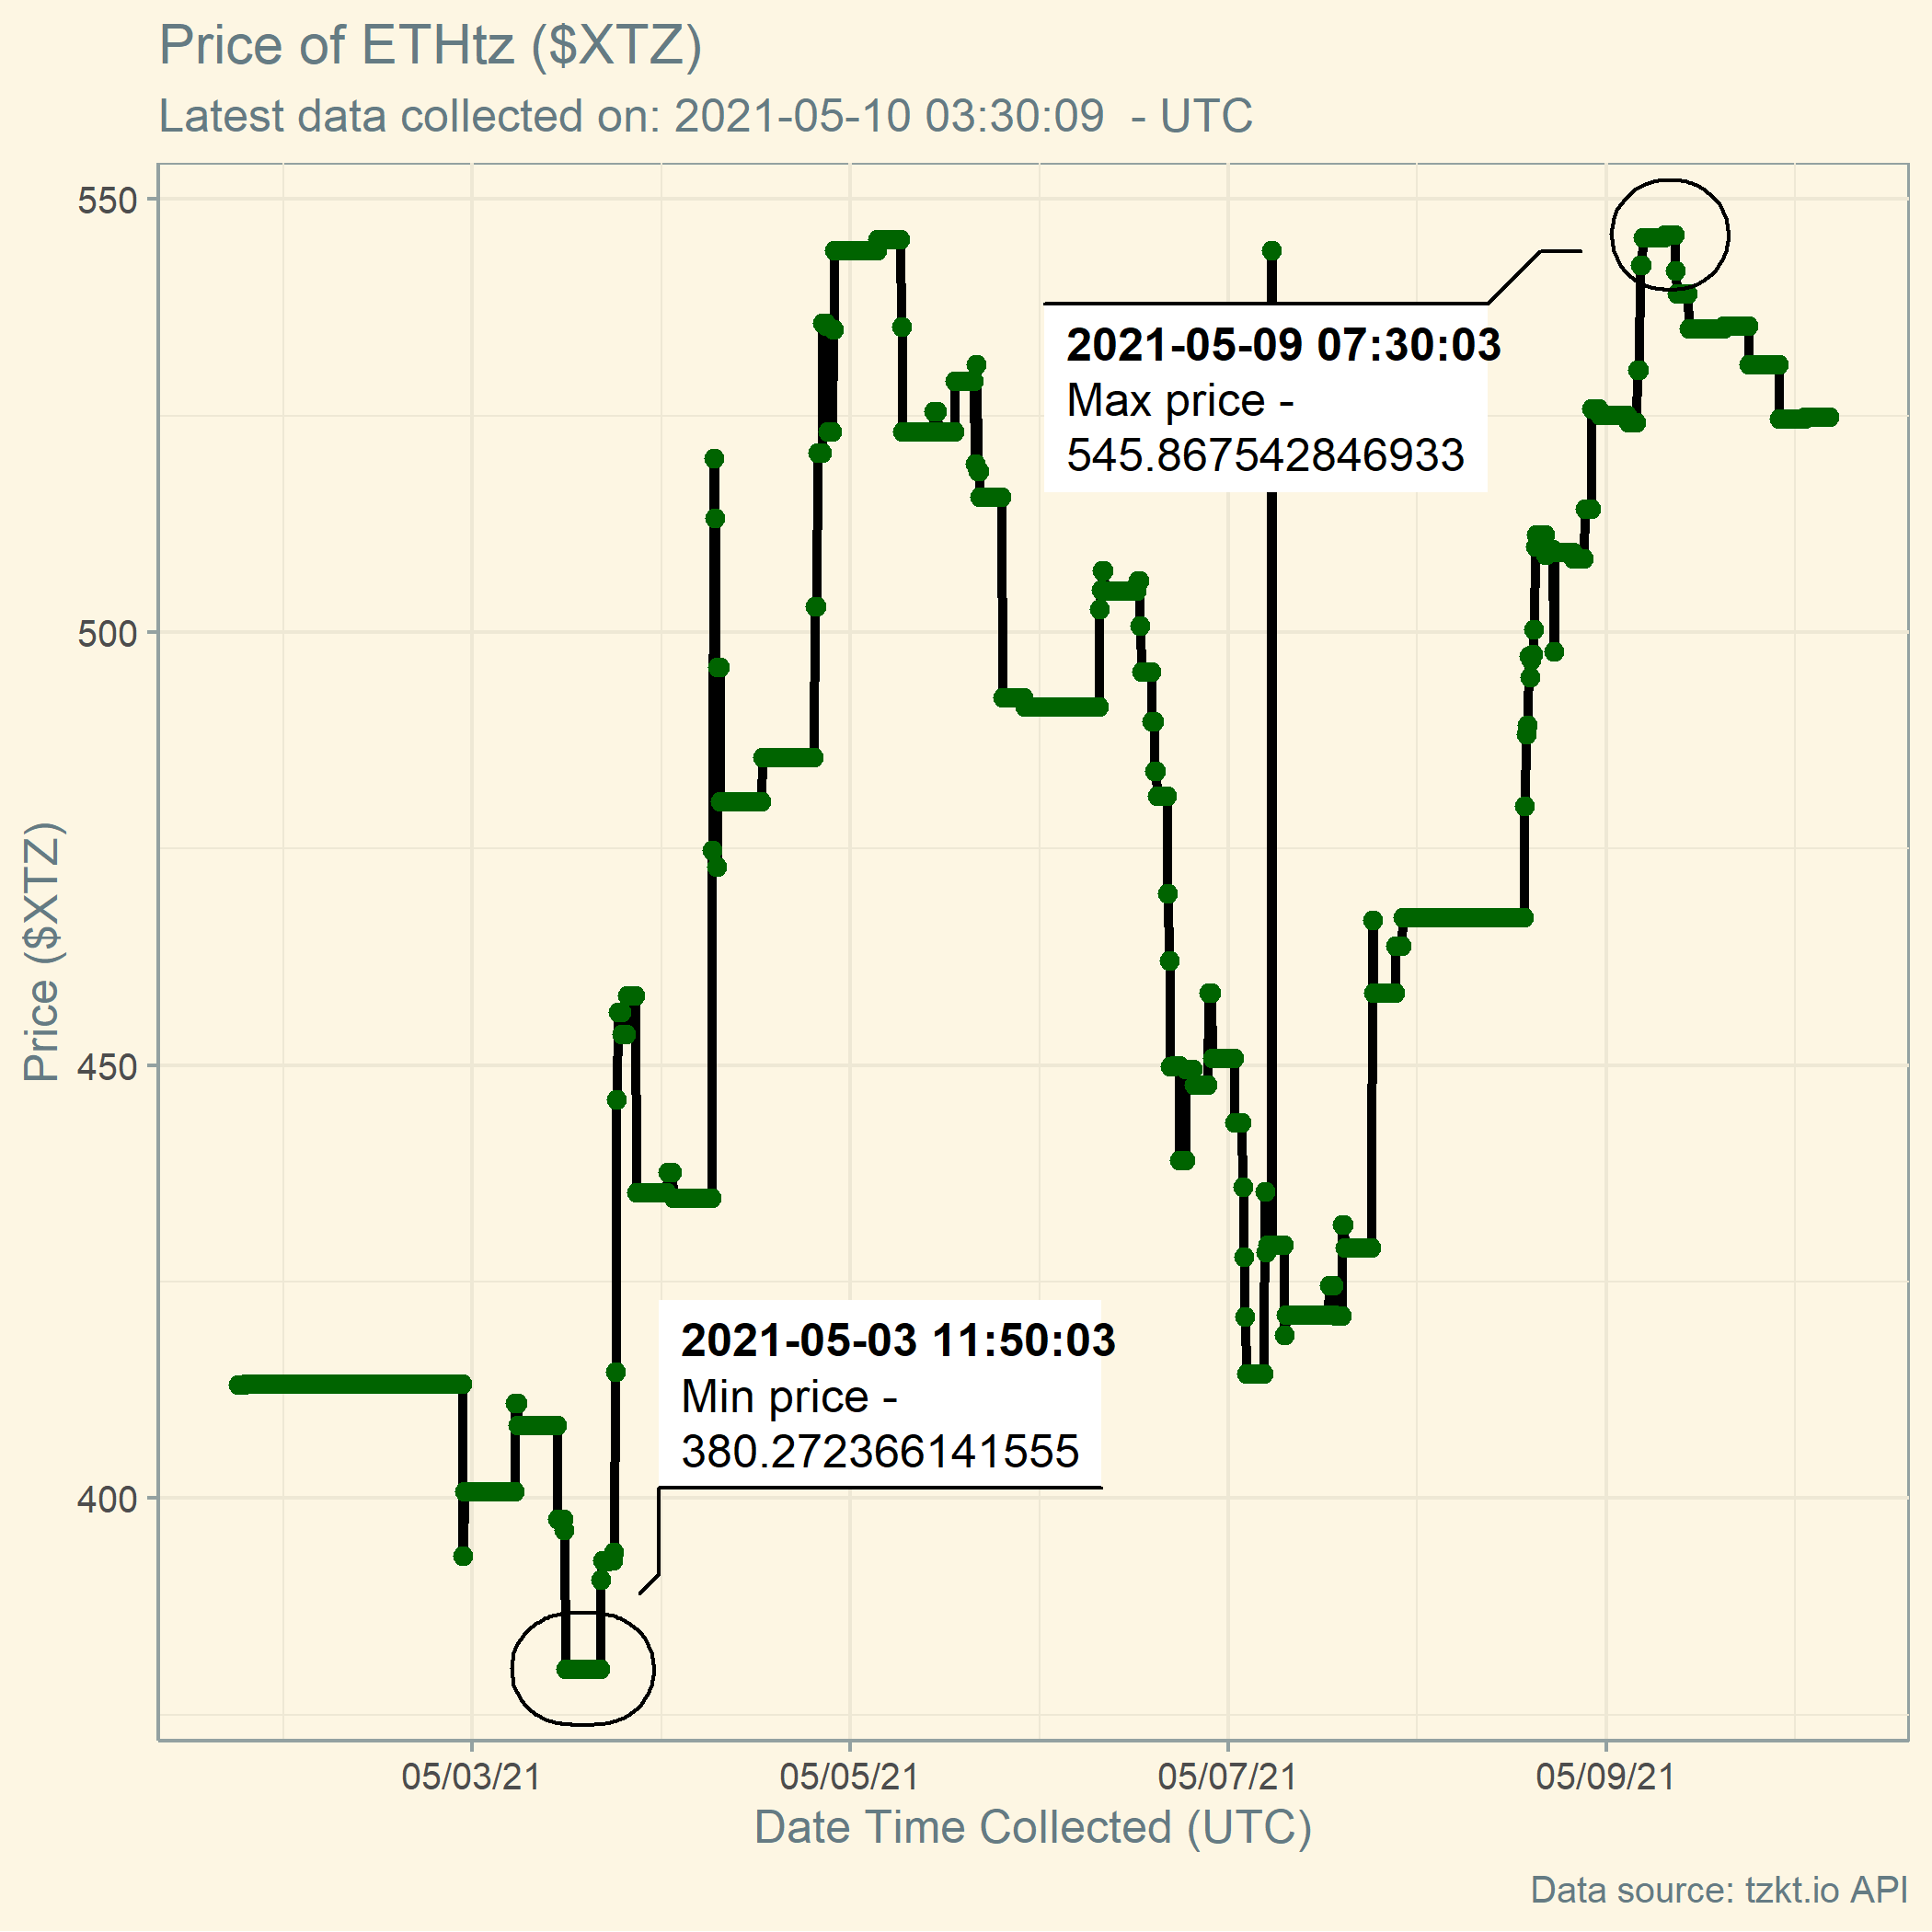 Price of ETHtz ($XTZ)
Latest data collected on: 2021-05-10 03:30:09  - UTC
550
500
450
400
Price ($XTZ)
2021-05-09 07:30:03
Max price -
545.867542846933
2021-05-03 11:50:03
Min price -
380.272366141555
05/03/21
05/05/21
05/07/21
05/09/21
Date Time Collected (UTC)
Data source: tzkt.io API